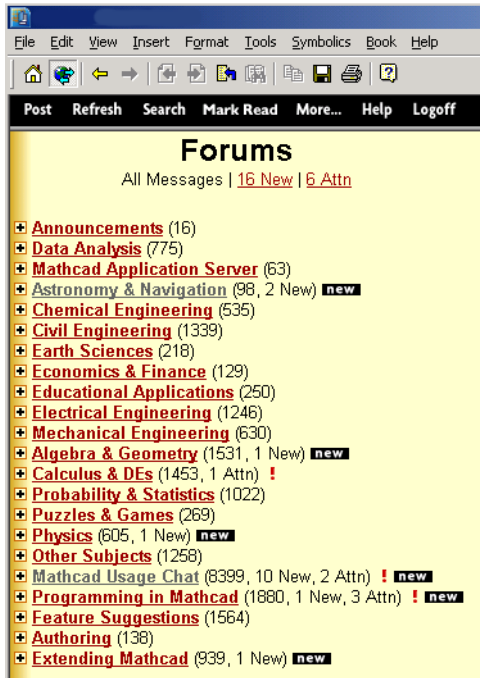 File Edit View Insert Format Tools Symbolics Book Help
Post Refresh Search Mark Read More... Help Logoff
Forums
All Messages | 16 New | 6 Attn
Announcements (16)
Data Analysis (775)
Mathcad Application Server (63)
Astronomy & Navigation (98, 2 New) new
Chemical Engineering (535)
Civil Engineering (1339)
Earth Sciences (218)
Economics & Finance (129)
Educational Applications (250)
Electrical Engineering (1246)
Mechanical Engineering (630)
Algebra & Geometry (1531, 1 New) new
Calculus & DEs (1453, 1 Attn) !
Probability & Statistics (1022)
Puzzles & Games (269)
Physics (605, 1 New) new
Other Subjects (1258)
Mathcad Usage Chat (8399, 10 New, 2 Attn) ! new
Programming in Mathcad (1880, 1 New, 3 Attn) ! new
Feature Suggestions (1564)
Authoring (138)
Extending Mathcad (939, 1 New) new